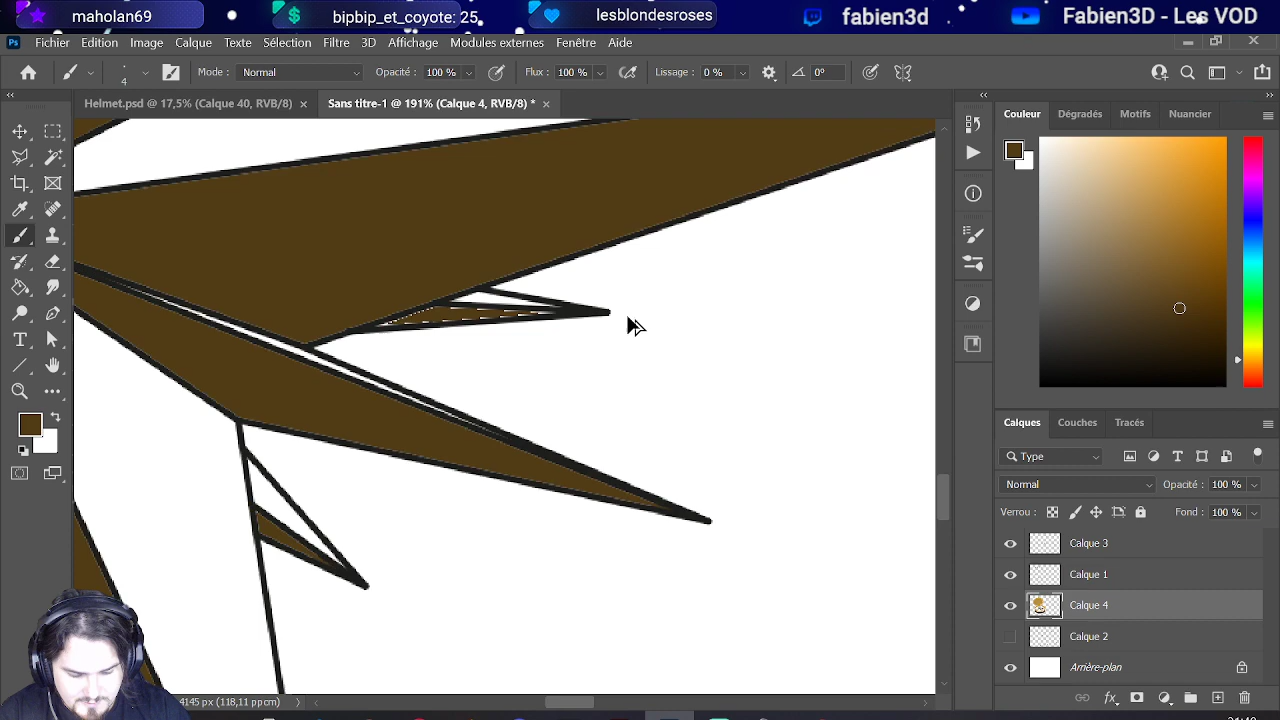 maholan69
bipbip_et_coyote: 25
lesblondesroses
fabien3d
Fabien3D - Les VOD
Ps Fichier Edition Image Calque Texte Sélection Filtre 3D Affichage Modules externes Fenêtre Aide
4 Mode : Normal Opacité : 100 % Flux : 100 % Lissage : 0 % 0°
Helmet.psd @ 17,5% (Calque 40, RVB/8) × Sans titre-1 @ 191% (Calque 4, RVB/8) * ×
Couleur Dégradés Motifs Nuancier
Calques Couches Tracés
Type
Normal Opacité : 100 %
Verrou : Fond : 100 %
Calque 3
Calque 1
Calque 4
Calque 2
Arrière-plan
4145 px (118,11 ppcm)
fx